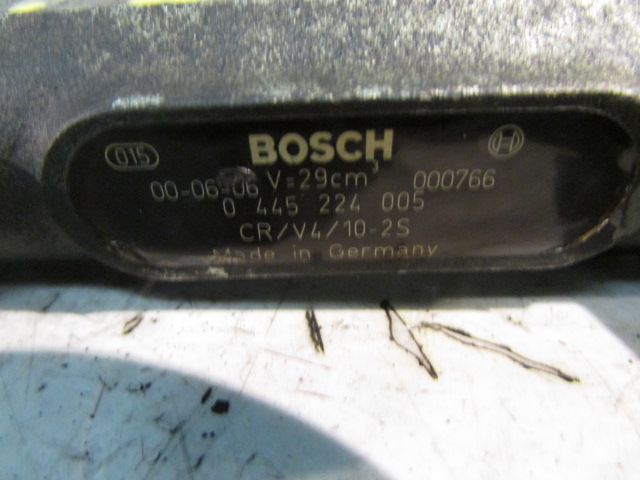 015 BOSCH
00-06-06 V=29cm³ 000766
0 445 224 005
CR/V4/10-2S
Made in Germany